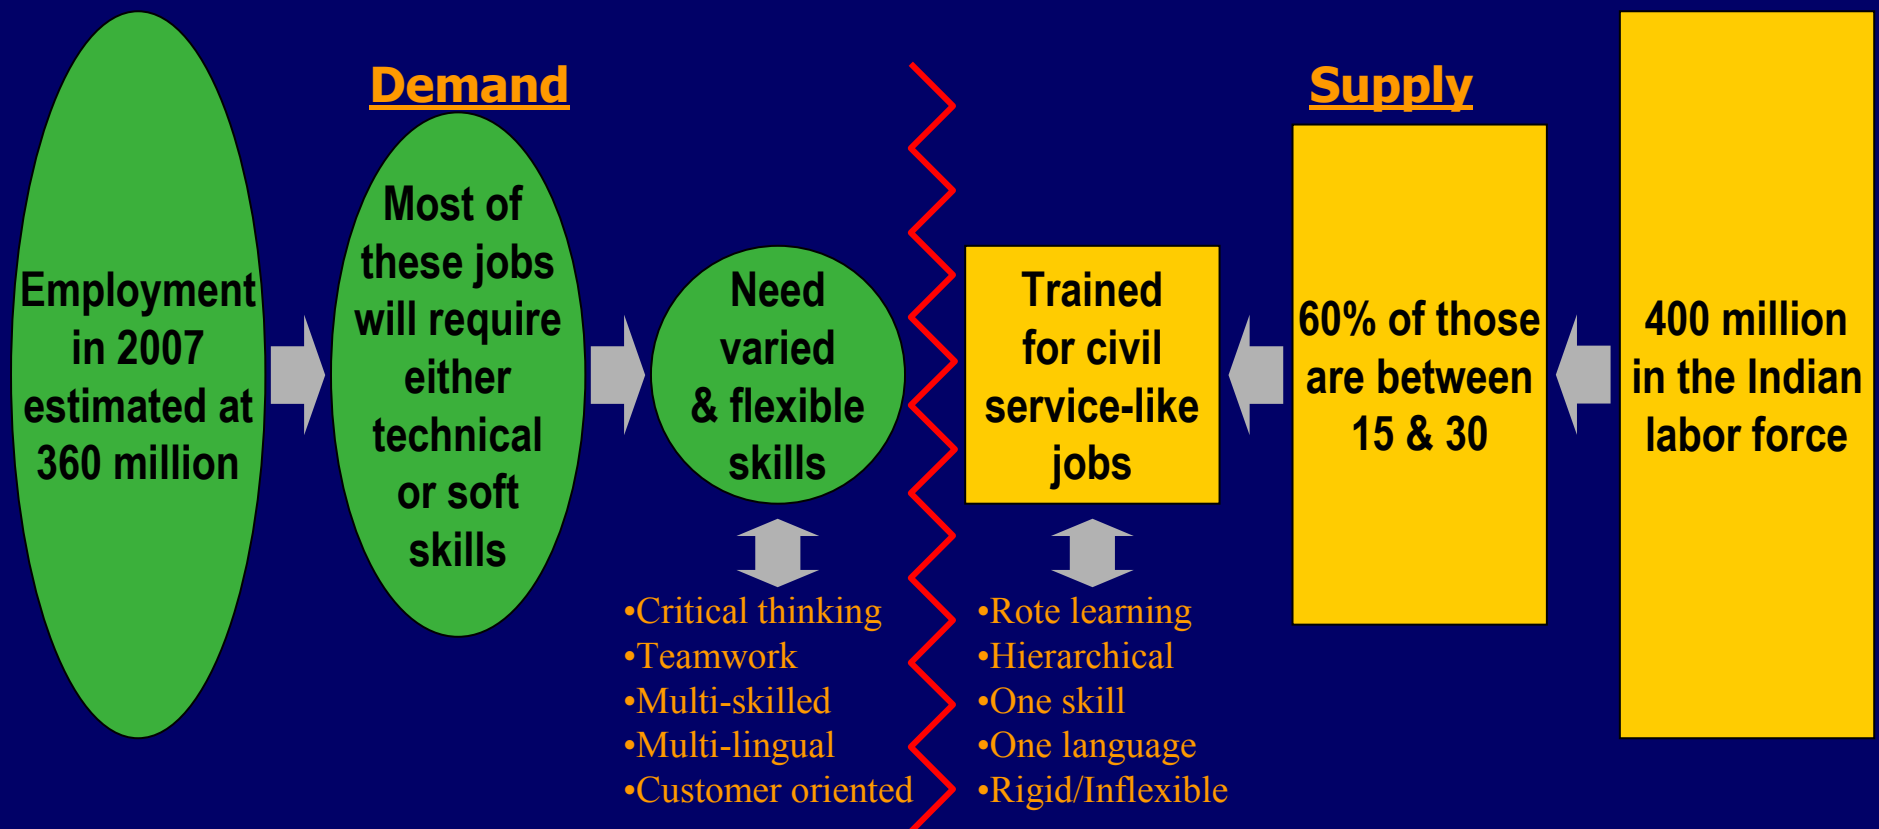 Demand
Supply
Employment
in 2007
estimated at
360 million
Most of
these jobs
will require
either
technical
or soft
skills
Need
varied
& flexible
skills
Trained
for civil
service-like
jobs
60% of those
are between
15 & 30
400 million
in the Indian
labor force
•Critical thinking
•Teamwork
•Multi-skilled
•Multi-lingual
•Customer oriented
•Rote learning
•Hierarchical
•One skill
•One language
•Rigid/Inflexible